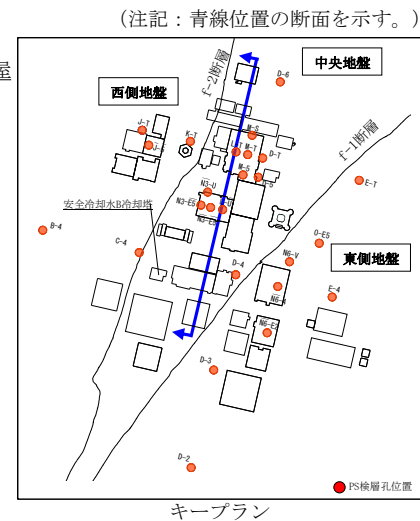 （注記：青線位置の断面を示す。）
屋
中央地盤
D-6
f-2断層
西側地盤
J-T
K-T
M-S
M-T
D-T
f-1断層
M-5
E-T
N3-U
N3-E5
安全冷却水B冷却塔
B-4
C-4
O-E5
N6-V
東側地盤
D-4
E-4
D-3
D-2
PS検層孔位置
キープラン